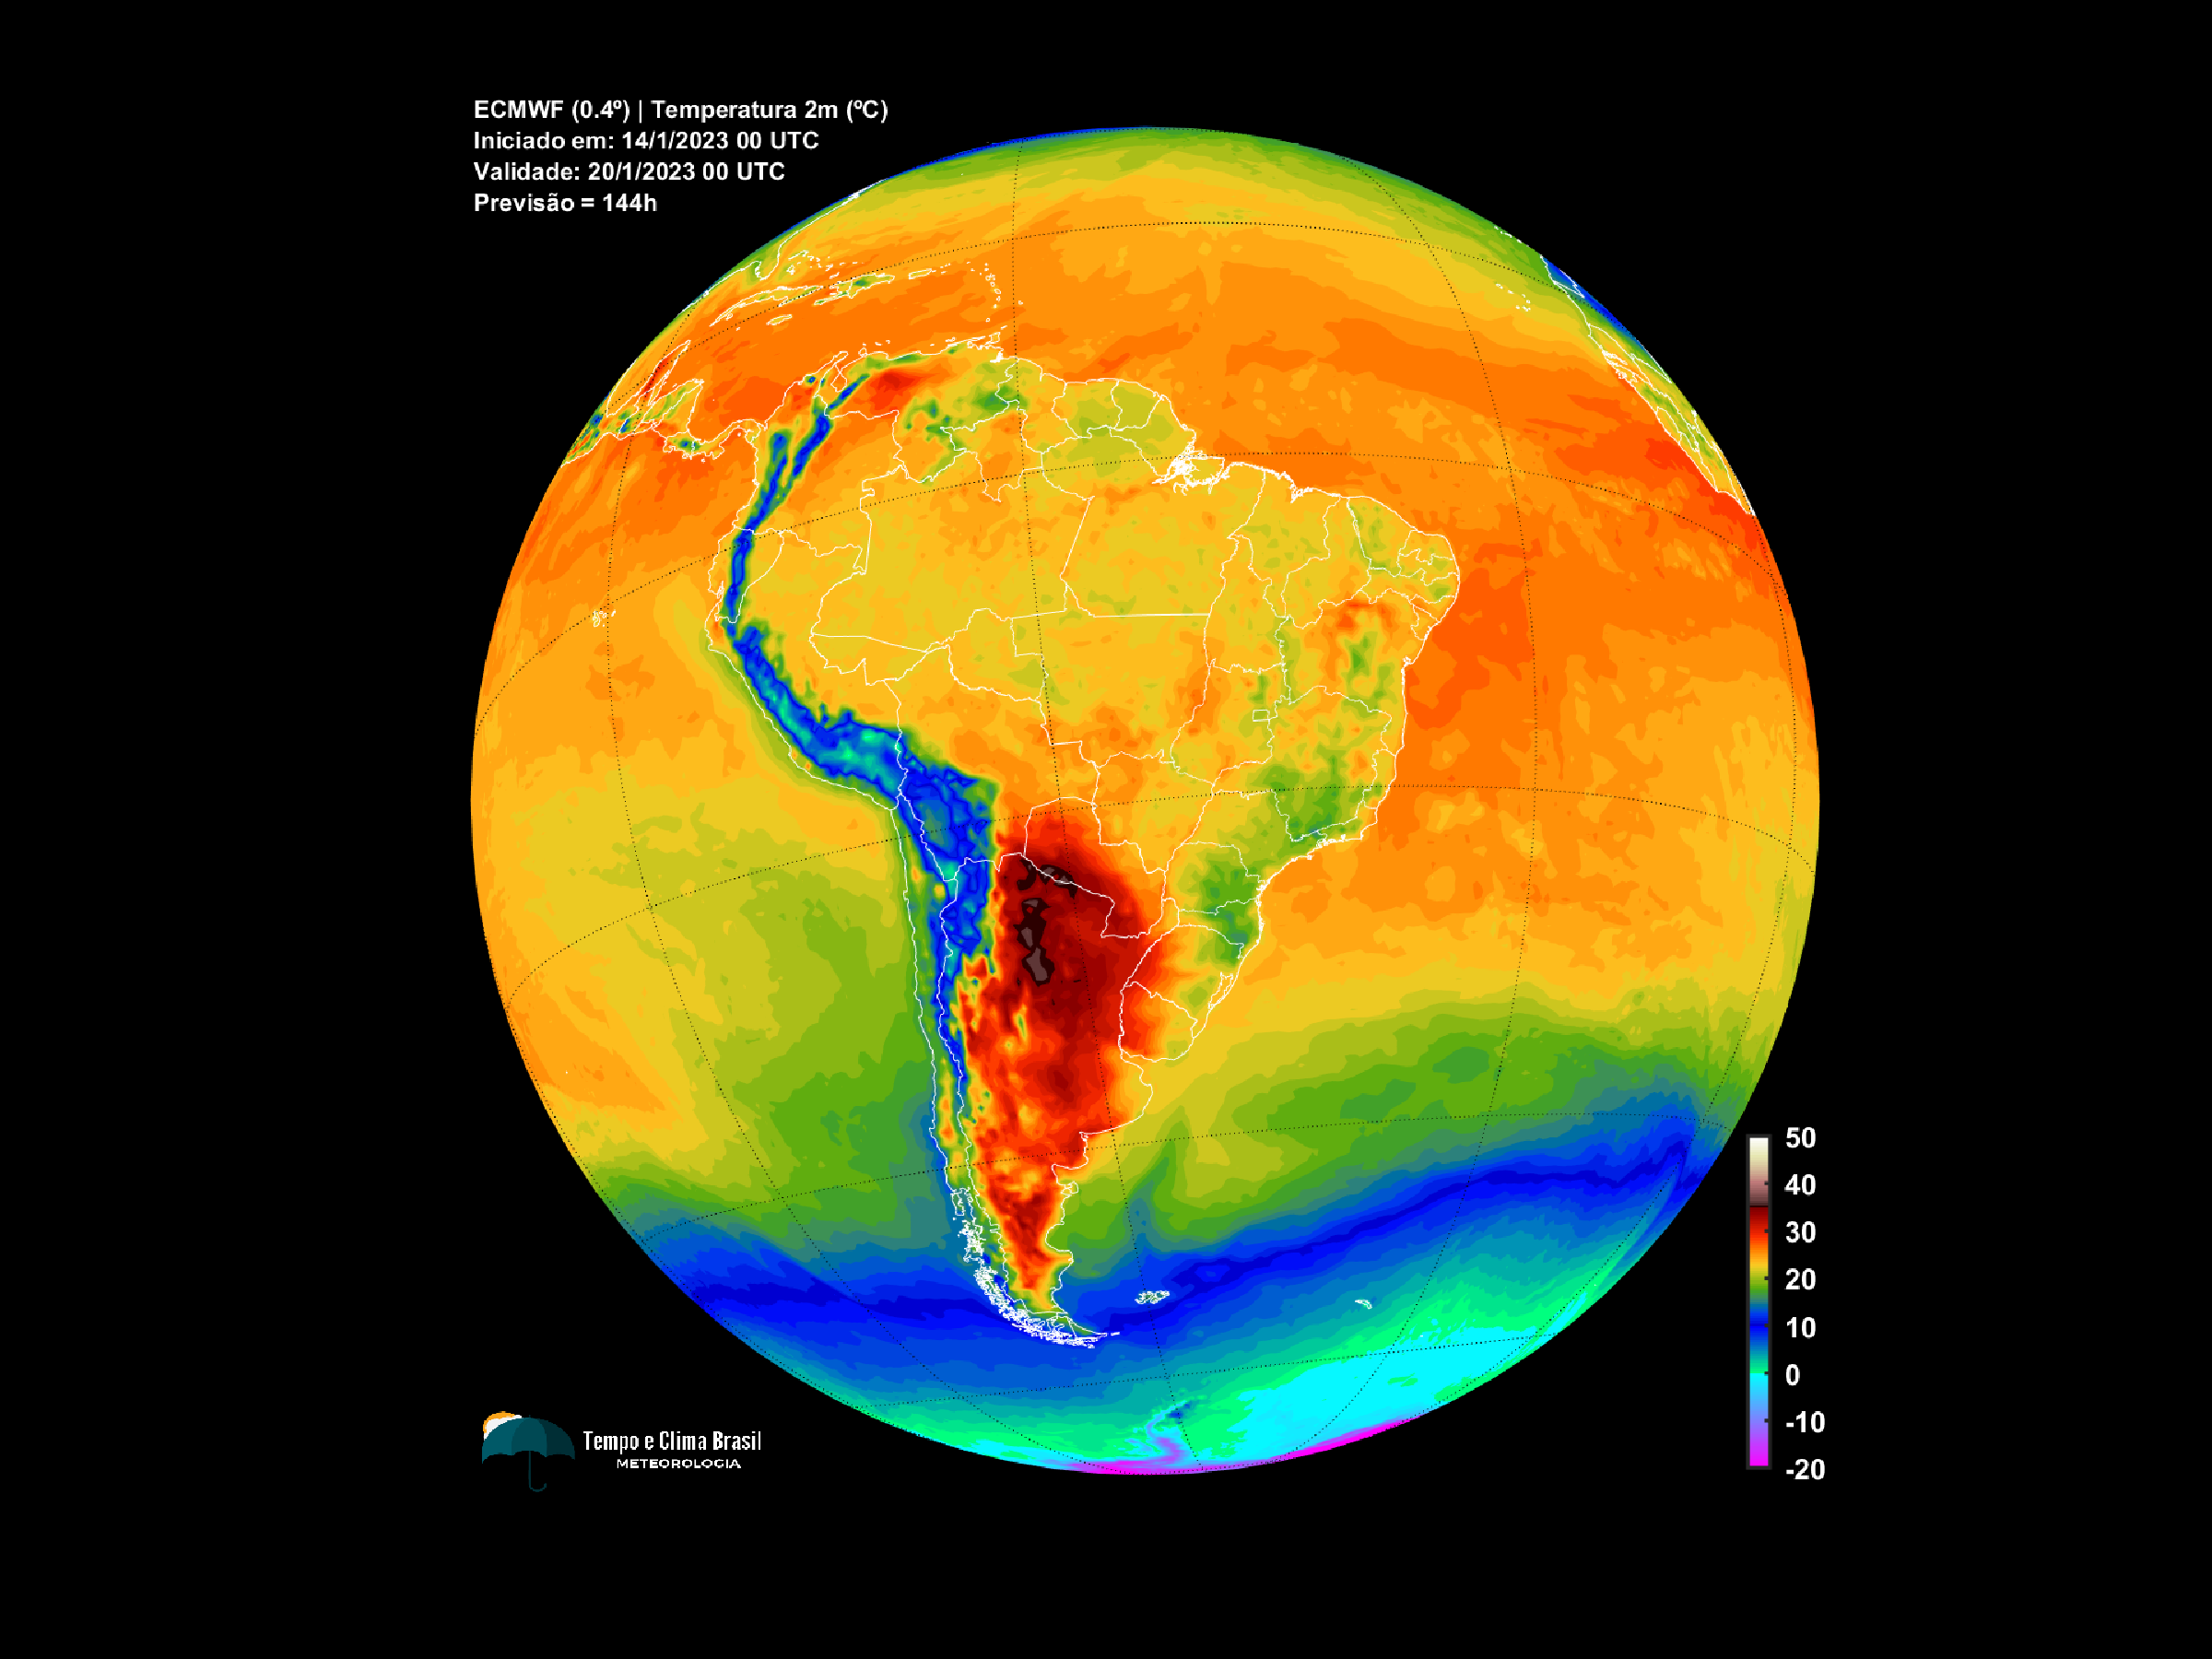 ECMWF (0.4º) | Temperatura 2m (ºC)
Iniciado em: 14/1/2023 00 UTC
Validade: 20/1/2023 00 UTC
Previsão = 144h
50
40
30
20
10
0
-10
-20
Tempo e Clima Brasil
METEOROLOGIA